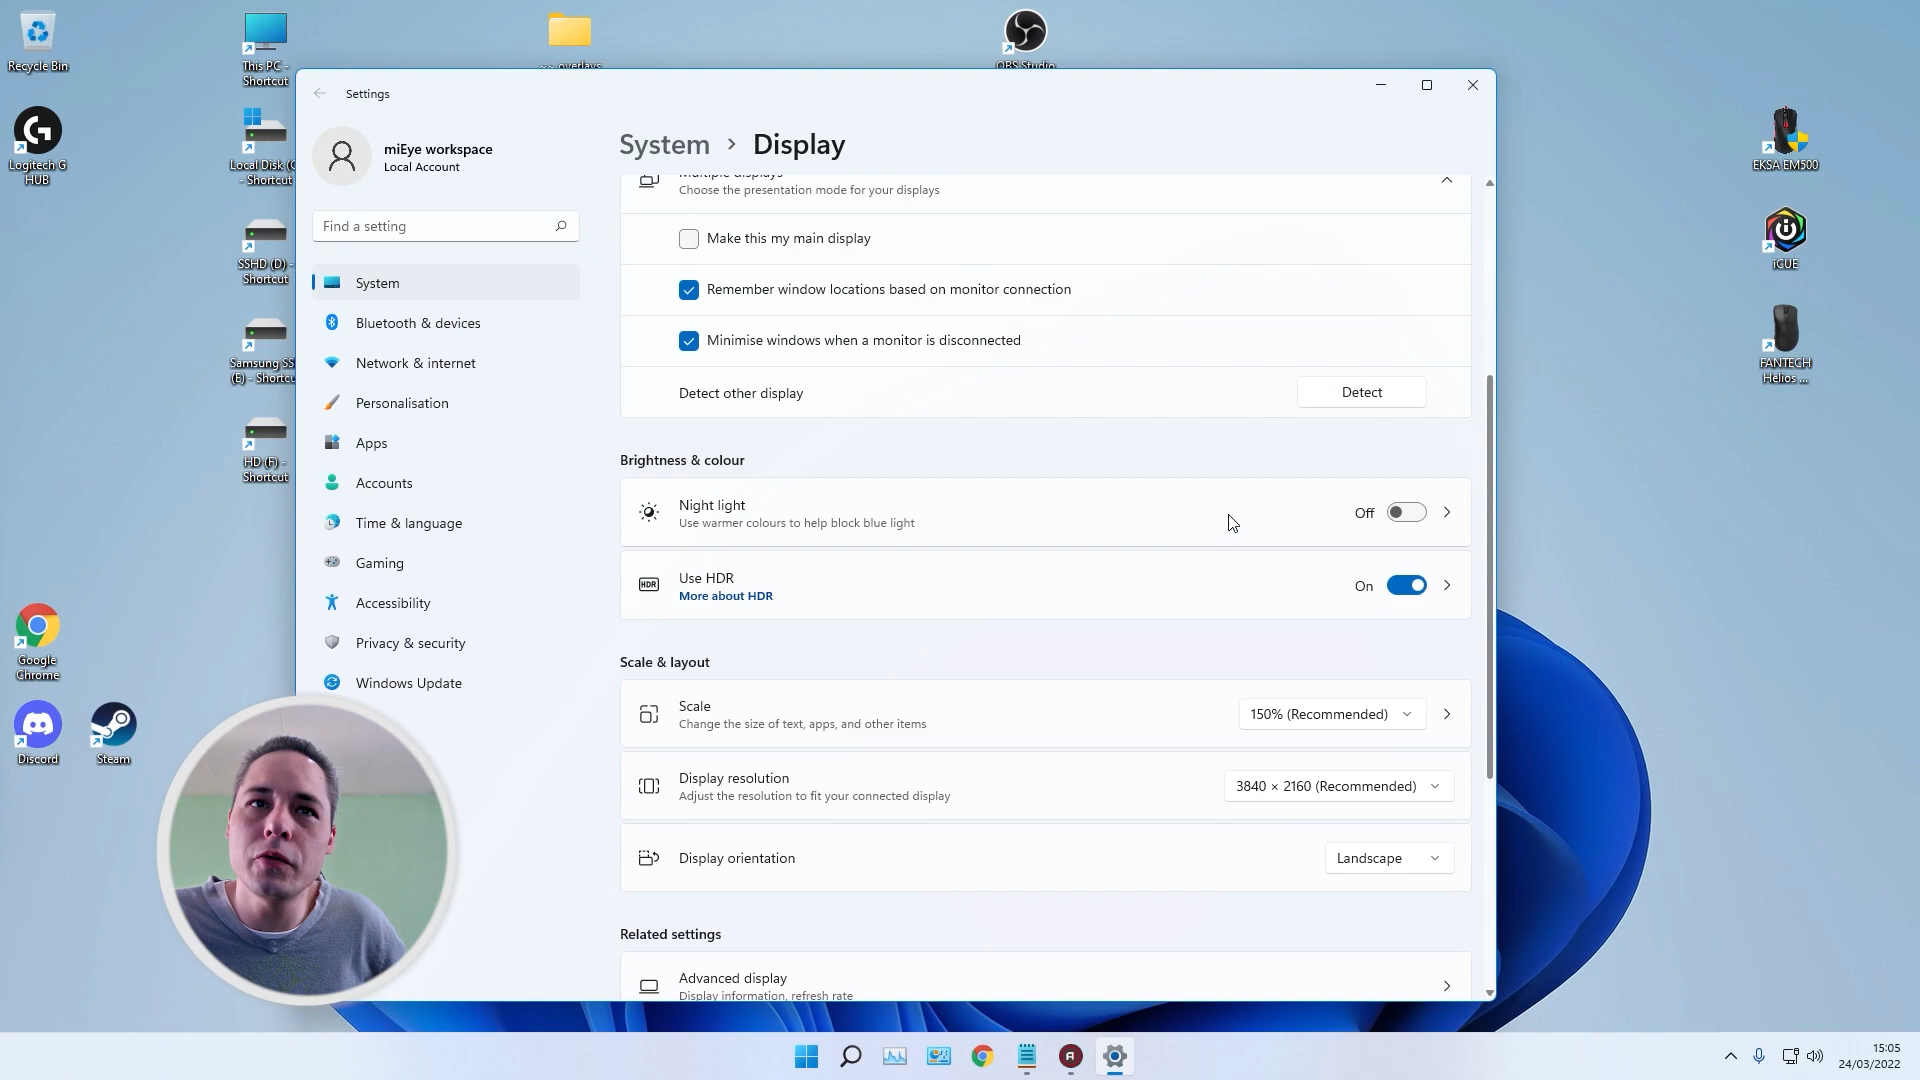 Recycle Bin
This PC -
Shortcut
OBS Studio
Logitech G
HUB
Local Disk (C
- Shortcut
SSHD (D) -
Shortcut
Samsung SS
(E) - Shortcu
HD (F) -
Shortcut
Google
Chrome
Discord
Steam
EKSA EM500
iCUE
FANTECH
Helios ...
Settings
miEye workspace
Local Account
Find a setting
System
Bluetooth & devices
Network & internet
Personalisation
Apps
Accounts
Time & language
Gaming
Accessibility
Privacy & security
Windows Update
System > Display
Multiple displays
Choose the presentation mode for your displays
Make this my main display
Remember window locations based on monitor connection
Minimise windows when a monitor is disconnected
Detect other display
Detect
Brightness & colour
Night light
Use warmer colours to help block blue light
Off
HDR
Use HDR
More about HDR
On
Scale & layout
Scale
Change the size of text, apps, and other items
150% (Recommended)
Display resolution
Adjust the resolution to fit your connected display
3840 × 2160 (Recommended)
Display orientation
Landscape
Related settings
Advanced display
Display information, refresh rate
15:05
24/03/2022